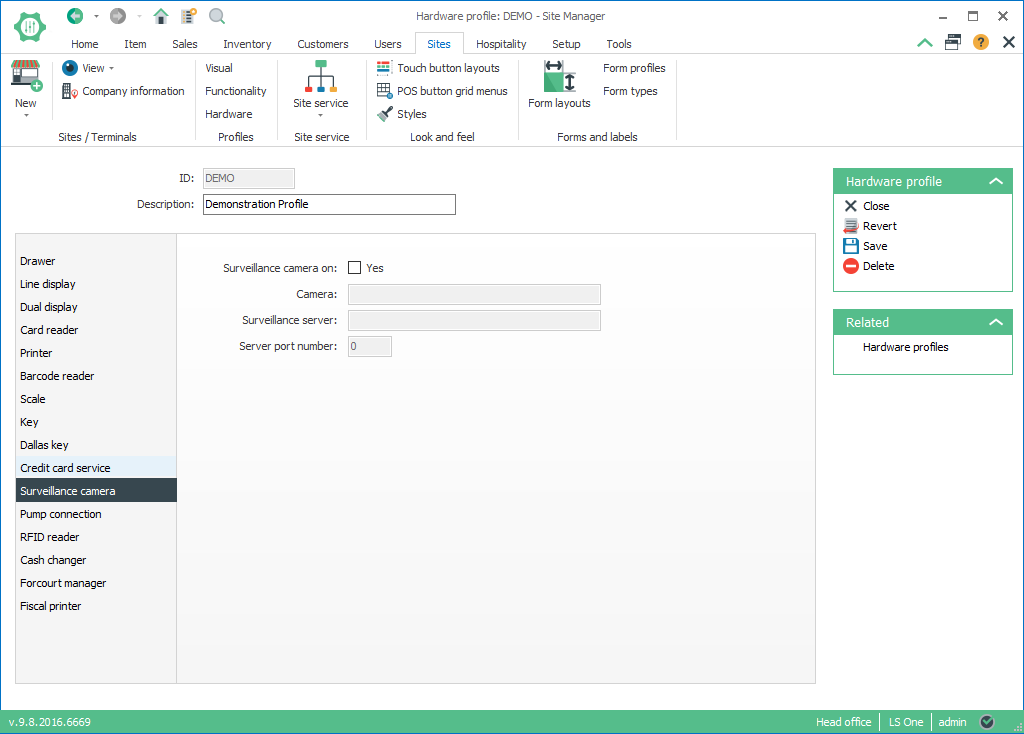 Hardware profile: DEMO - Site Manager
Home Item Sales Inventory Customers Users Sites Hospitality Setup Tools
?
New
View
Company information
Sites / Terminals
Visual
Functionality
Hardware
Profiles
Site service
Site service
Touch button layouts
POS button grid menus
Styles
Look and feel
Form layouts
Form profiles
Form types
Forms and labels
ID: DEMO
Description: Demonstration Profile
Drawer
Line display
Dual display
Card reader
Printer
Barcode reader
Scale
Key
Dallas key
Credit card service
Surveillance camera
Pump connection
RFID reader
Cash changer
Forcourt manager
Fiscal printer
Surveillance camera on: Yes
Camera:
Surveillance server:
Server port number: 0
Hardware profile
Close
Revert
Save
Delete
Related
Hardware profiles
v.9.8.2016.6669
Head office LS One admin